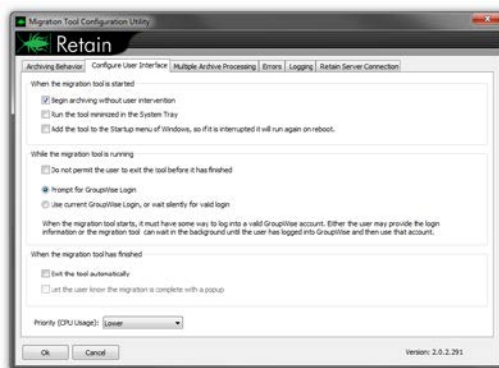 Migration Tool Configuration Utility
Retain
Archiving Behavior Configure User Interface Multiple Archive Processing Errors Logging Retain Server Connection
When the migration tool is started
Begin archiving without user intervention
Run the tool minimized in the System Tray
Add the tool to the Startup menu of Windows, so if it is interrupted it will run again on reboot.
While the migration tool is running
Do not permit the user to exit the tool before it has finished
Prompt for GroupWise Login
Use current GroupWise Login, or wait silently for valid login
When the migration tool starts, it must have some way to log into a valid GroupWise account. Either the user may provide the login
information or the migration tool can wait in the background until the user has logged into GroupWise and then use that account.
When the migration tool has finished
Exit the tool automatically
Let the user know the migration is complete with a popup
Priority (CPU Usage): Lower
Ok Cancel Version: 2.0.2.291